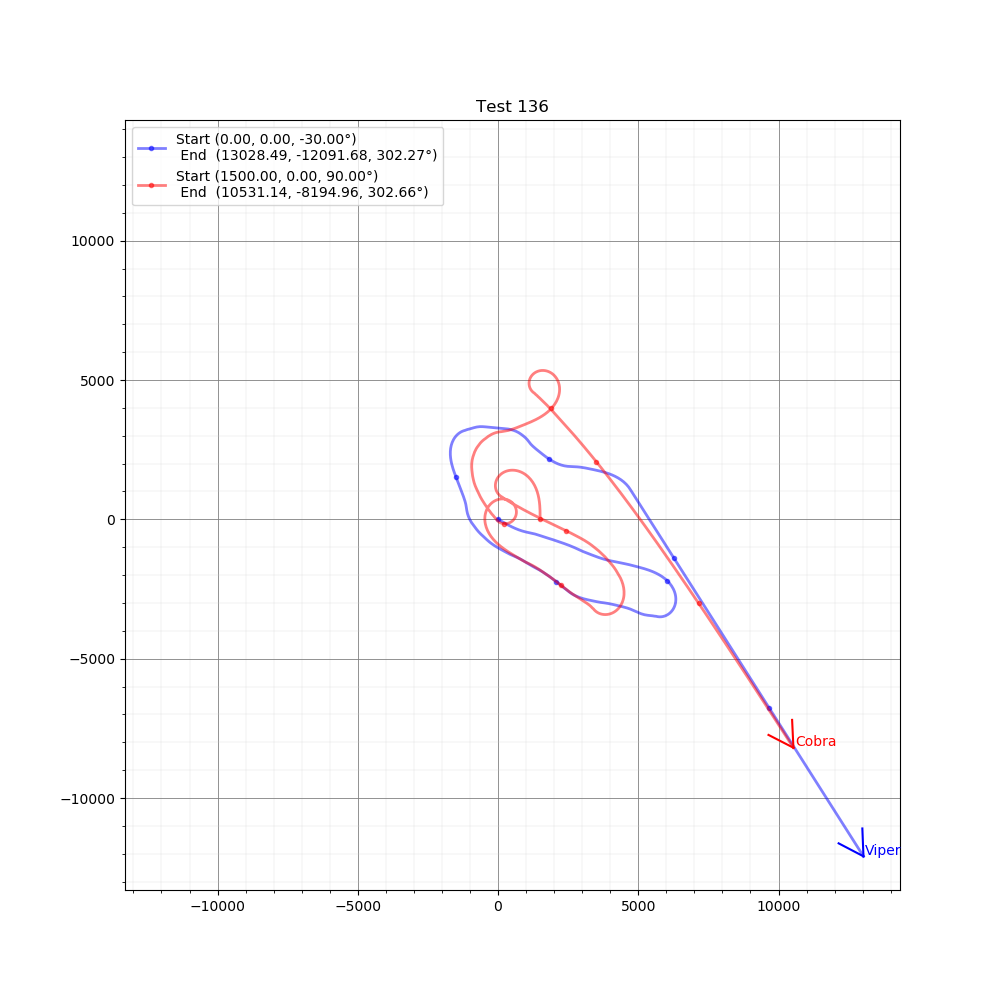 Test 136
Start (0.00, 0.00, -30.00°)
End  (13028.49, -12091.68, 302.27°)
Start (1500.00, 0.00, 90.00°)
End  (10531.14, -8194.96, 302.66°)
10000
5000
0
−5000
−10000
Cobra
Viper
−10000
−5000
0
5000
10000